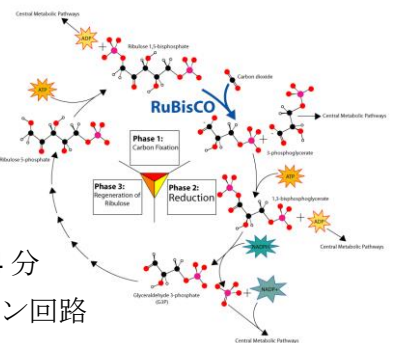 Central Metabolic Pathways
ADP
+
Ribulose 1,5-bisphosphate
Carbon dioxide
ATP
RuBisCO
+
Central Metabolic Pathways
Ribulose 5-phosphate
3-phosphoglycerate
Phase 1:
Carbon Fixation
Phase 3:
Regeneration of
Ribulose
Phase 2:
Reduction
ATP
1,3-bisphosphoglycerate
+
ADP
NADPH
Central Metabolic Pathways
分
ン回路
Glyceraldehyde 3-phosphate
(G3P)
+
NADP+
Central Metabolic Pathways